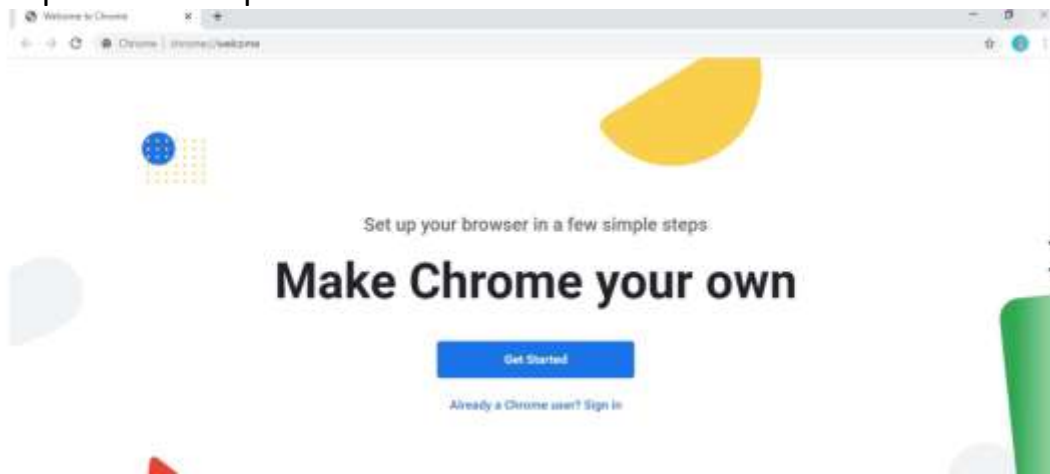 Welcome to Chrome
Chrome | chrome://welcome
Set up your browser in a few simple steps
Make Chrome your own
Get Started
Already a Chrome user? Sign in